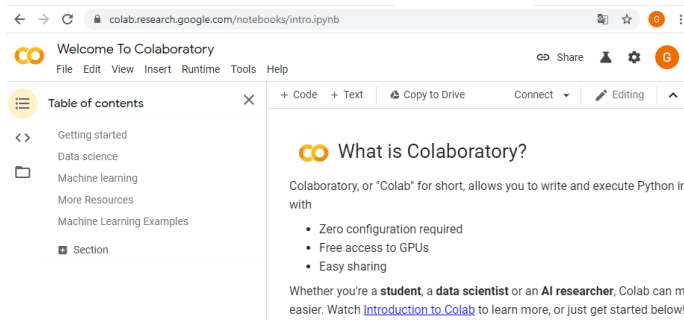 colab.research.google.com/notebooks/intro.ipynb
G
Welcome To Colaboratory
File Edit View Insert Runtime Tools Help
Share
G
Table of contents
Getting started
Data science
Machine learning
More Resources
Machine Learning Examples
Section
+ Code + Text Copy to Drive Connect Editing
What is Colaboratory?
Colaboratory, or "Colab" for short, allows you to write and execute Python in
with
• Zero configuration required
• Free access to GPUs
• Easy sharing
Whether you're a student, a data scientist or an AI researcher, Colab can m
easier. Watch Introduction to Colab to learn more, or just get started below!